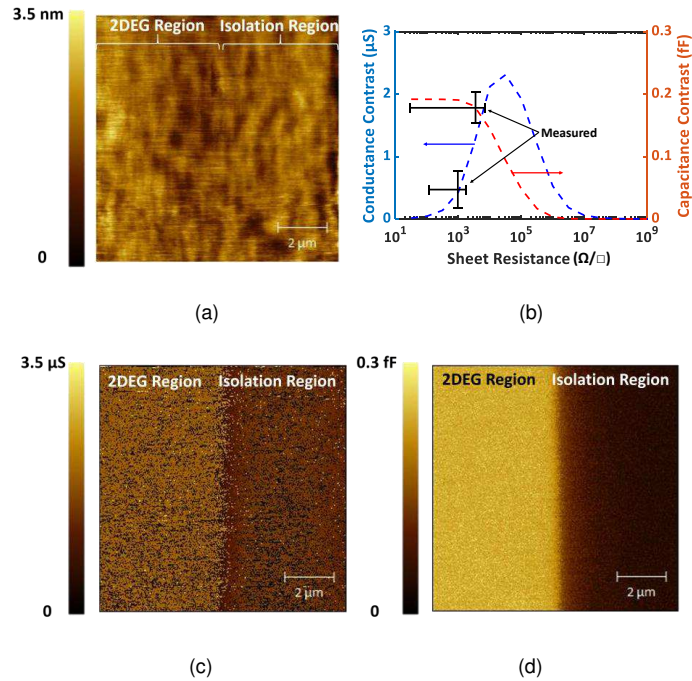 3.5 nm
2DEG Region
Isolation Region
2 µm
0
(a)
(b)
Conductance Contrast (µS)
3
2
1
0
Measured
0.3
0.2
0.1
0
Capacitance Contrast (fF)
10¹
10³
10⁵
10⁷
10⁹
Sheet Resistance (Ω/□)
3.5 µS
2DEG Region
Isolation Region
2 µm
0
(c)
0.3 fF
2DEG Region
Isolation Region
2 µm
0
(d)